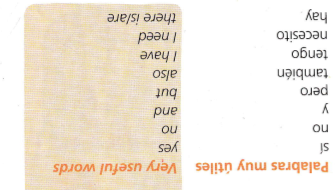 Palabras muy útiles Very useful words
sí yes
no no
y and
pero but
también also
tengo I have
necesito I need
hay there is/are